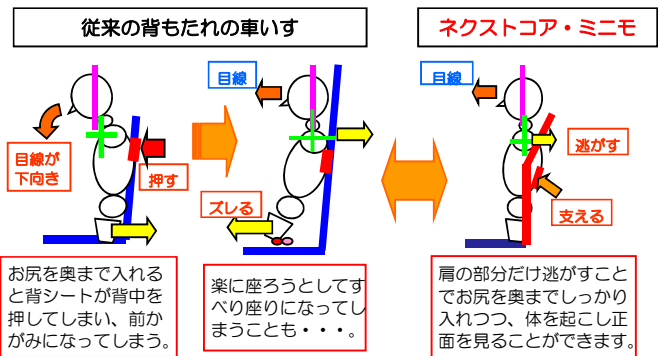 従来の背もたれの車いす
ネクストコア・ミニモ
目線が
下向き
押す
目線
ズレる
目線
逃がす
支える
お尻を奥まで入れる
と背シートが背中を
押してしまい、前か
がみになってしまう。
楽に座ろうとしてす
べり座りになってし
まうことも・・・。
肩の部分だけ逃がすこと
でお尻を奥までしっかり
入れつつ、体を起こし正
面を見ることができます。